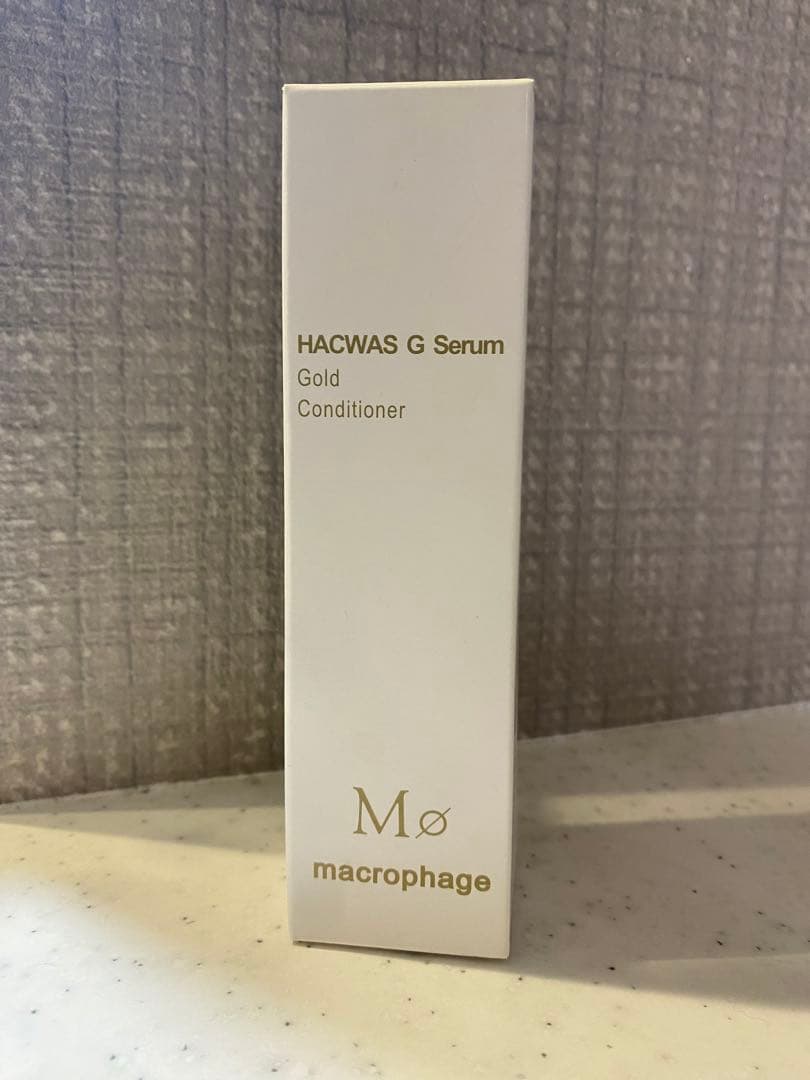 HACWAS G Serum
Gold
Conditioner
Mø
macrophage